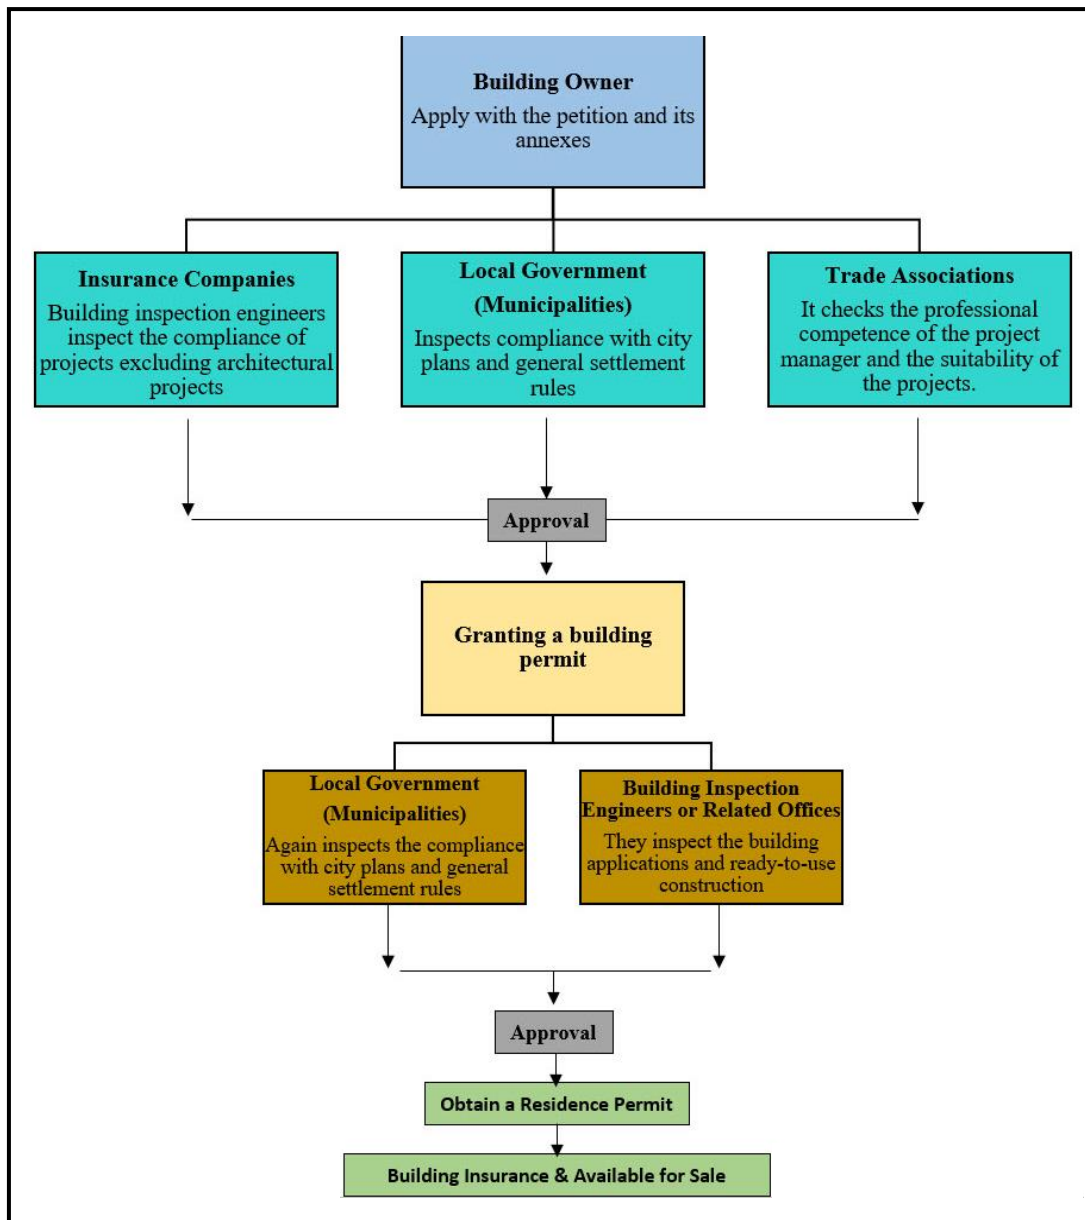 Building Owner
Apply with the petition and its
annexes
Insurance Companies
Building inspection engineers
inspect the compliance of
projects excluding architectural
projects
Local Government
(Municipalities)
Inspects compliance with city
plans and general settlement
rules
Trade Associations
It checks the professional
competence of the project
manager and the suitability of
the projects.
Approval
Granting a building
permit
Local Government
(Municipalities)
Again inspects the compliance
with city plans and general
settlement rules
Building Inspection
Engineers or Related Offices
They inspect the building
applications and ready-to-use
construction
Approval
Obtain a Residence Permit
Building Insurance & Available for Sale